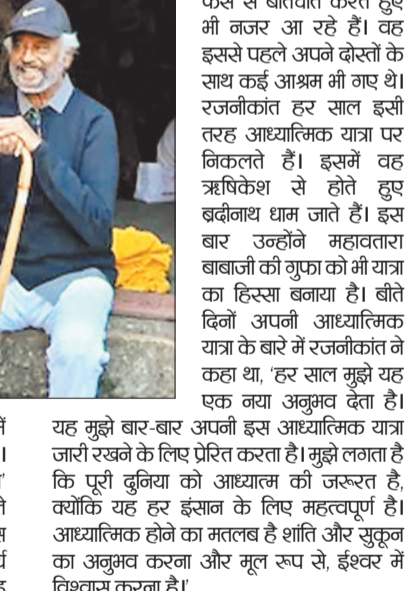 फैंस से बातचीत करते हुए
भी नजर आ रहे हैं। वह
इससे पहले अपने दोस्तों के
साथ कई आश्रम भी गए थे।
रजनीकांत हर साल इसी
तरह आध्यात्मिक यात्रा पर
निकलते हैं। इसमें वह
ऋषिकेश से होते हुए
ब्रदीनाथ धाम जाते हैं। इस
बार उन्होंने महावतारा
बाबाजी की गुफा को भी यात्रा
का हिस्सा बनाया है। बीते
दिनों अपनी आध्यात्मिक
यात्रा के बारे में रजनीकांत ने
कहा था, ‘हर साल मुझे यह
एक नया अनुभव देता है।
यह मुझे बार-बार अपनी इस आध्यात्मिक यात्रा
जारी रखने के लिए प्रेरित करता है। मुझे लगता है
कि पूरी दुनिया को आध्यात्म की जरूरत है,
क्योंकि यह हर इंसान के लिए महत्वपूर्ण है।
आध्यात्मिक होने का मतलब है शांति और सुकून
का अनुभव करना और मूल रूप से, ईश्वर में
विश्वास करना है।’